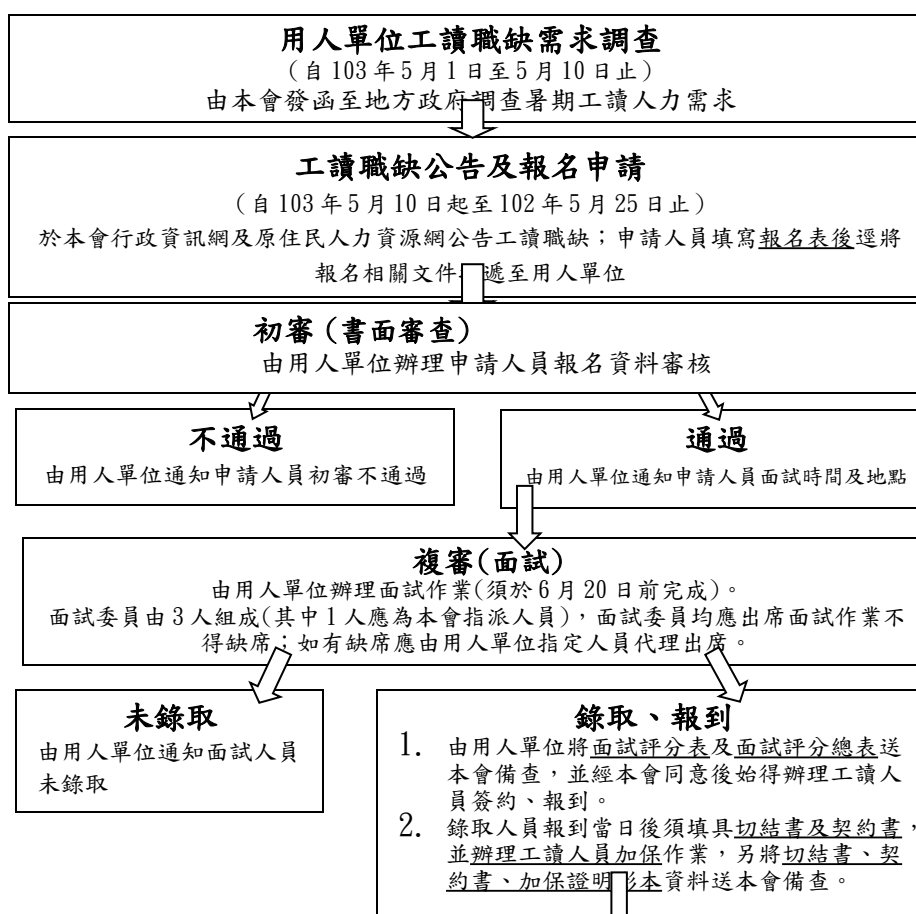 用人單位工讀職缺需求調查
（自103年5月1日至5月10日止）
由本會發函至地方政府調查暑期工讀人力需求
工讀職缺公告及報名申請
（自103年5月10日起至102年5月25日止）
於本會行政資訊網及原住民人力資源網公告工讀職缺；申請人員填寫報名表後逕將
報名相關文件遞至用人單位
初審（書面審查）
由用人單位辦理申請人員報名資料審核
不通過
由用人單位通知申請人員初審不通過
通過
由用人單位通知申請人員面試時間及地點
複審(面試)
由用人單位辦理面試作業(須於6月20日前完成)。
面試委員由3人組成(其中1人應為本會指派人員)，面試委員均應出席面試作業不
得缺席；如有缺席應由用人單位指定人員代理出席。
未錄取
由用人單位通知面試人員
未錄取
錄取、報到
1. 由用人單位將面試評分表及面試評分總表送
本會備查，並經本會同意後始得辦理工讀人
員簽約、報到。
2. 錄取人員報到當日後須填具切結書及契約書，
並辦理工讀人員加保作業，另將切結書、契
約書、加保證明影本資料送本會備查。